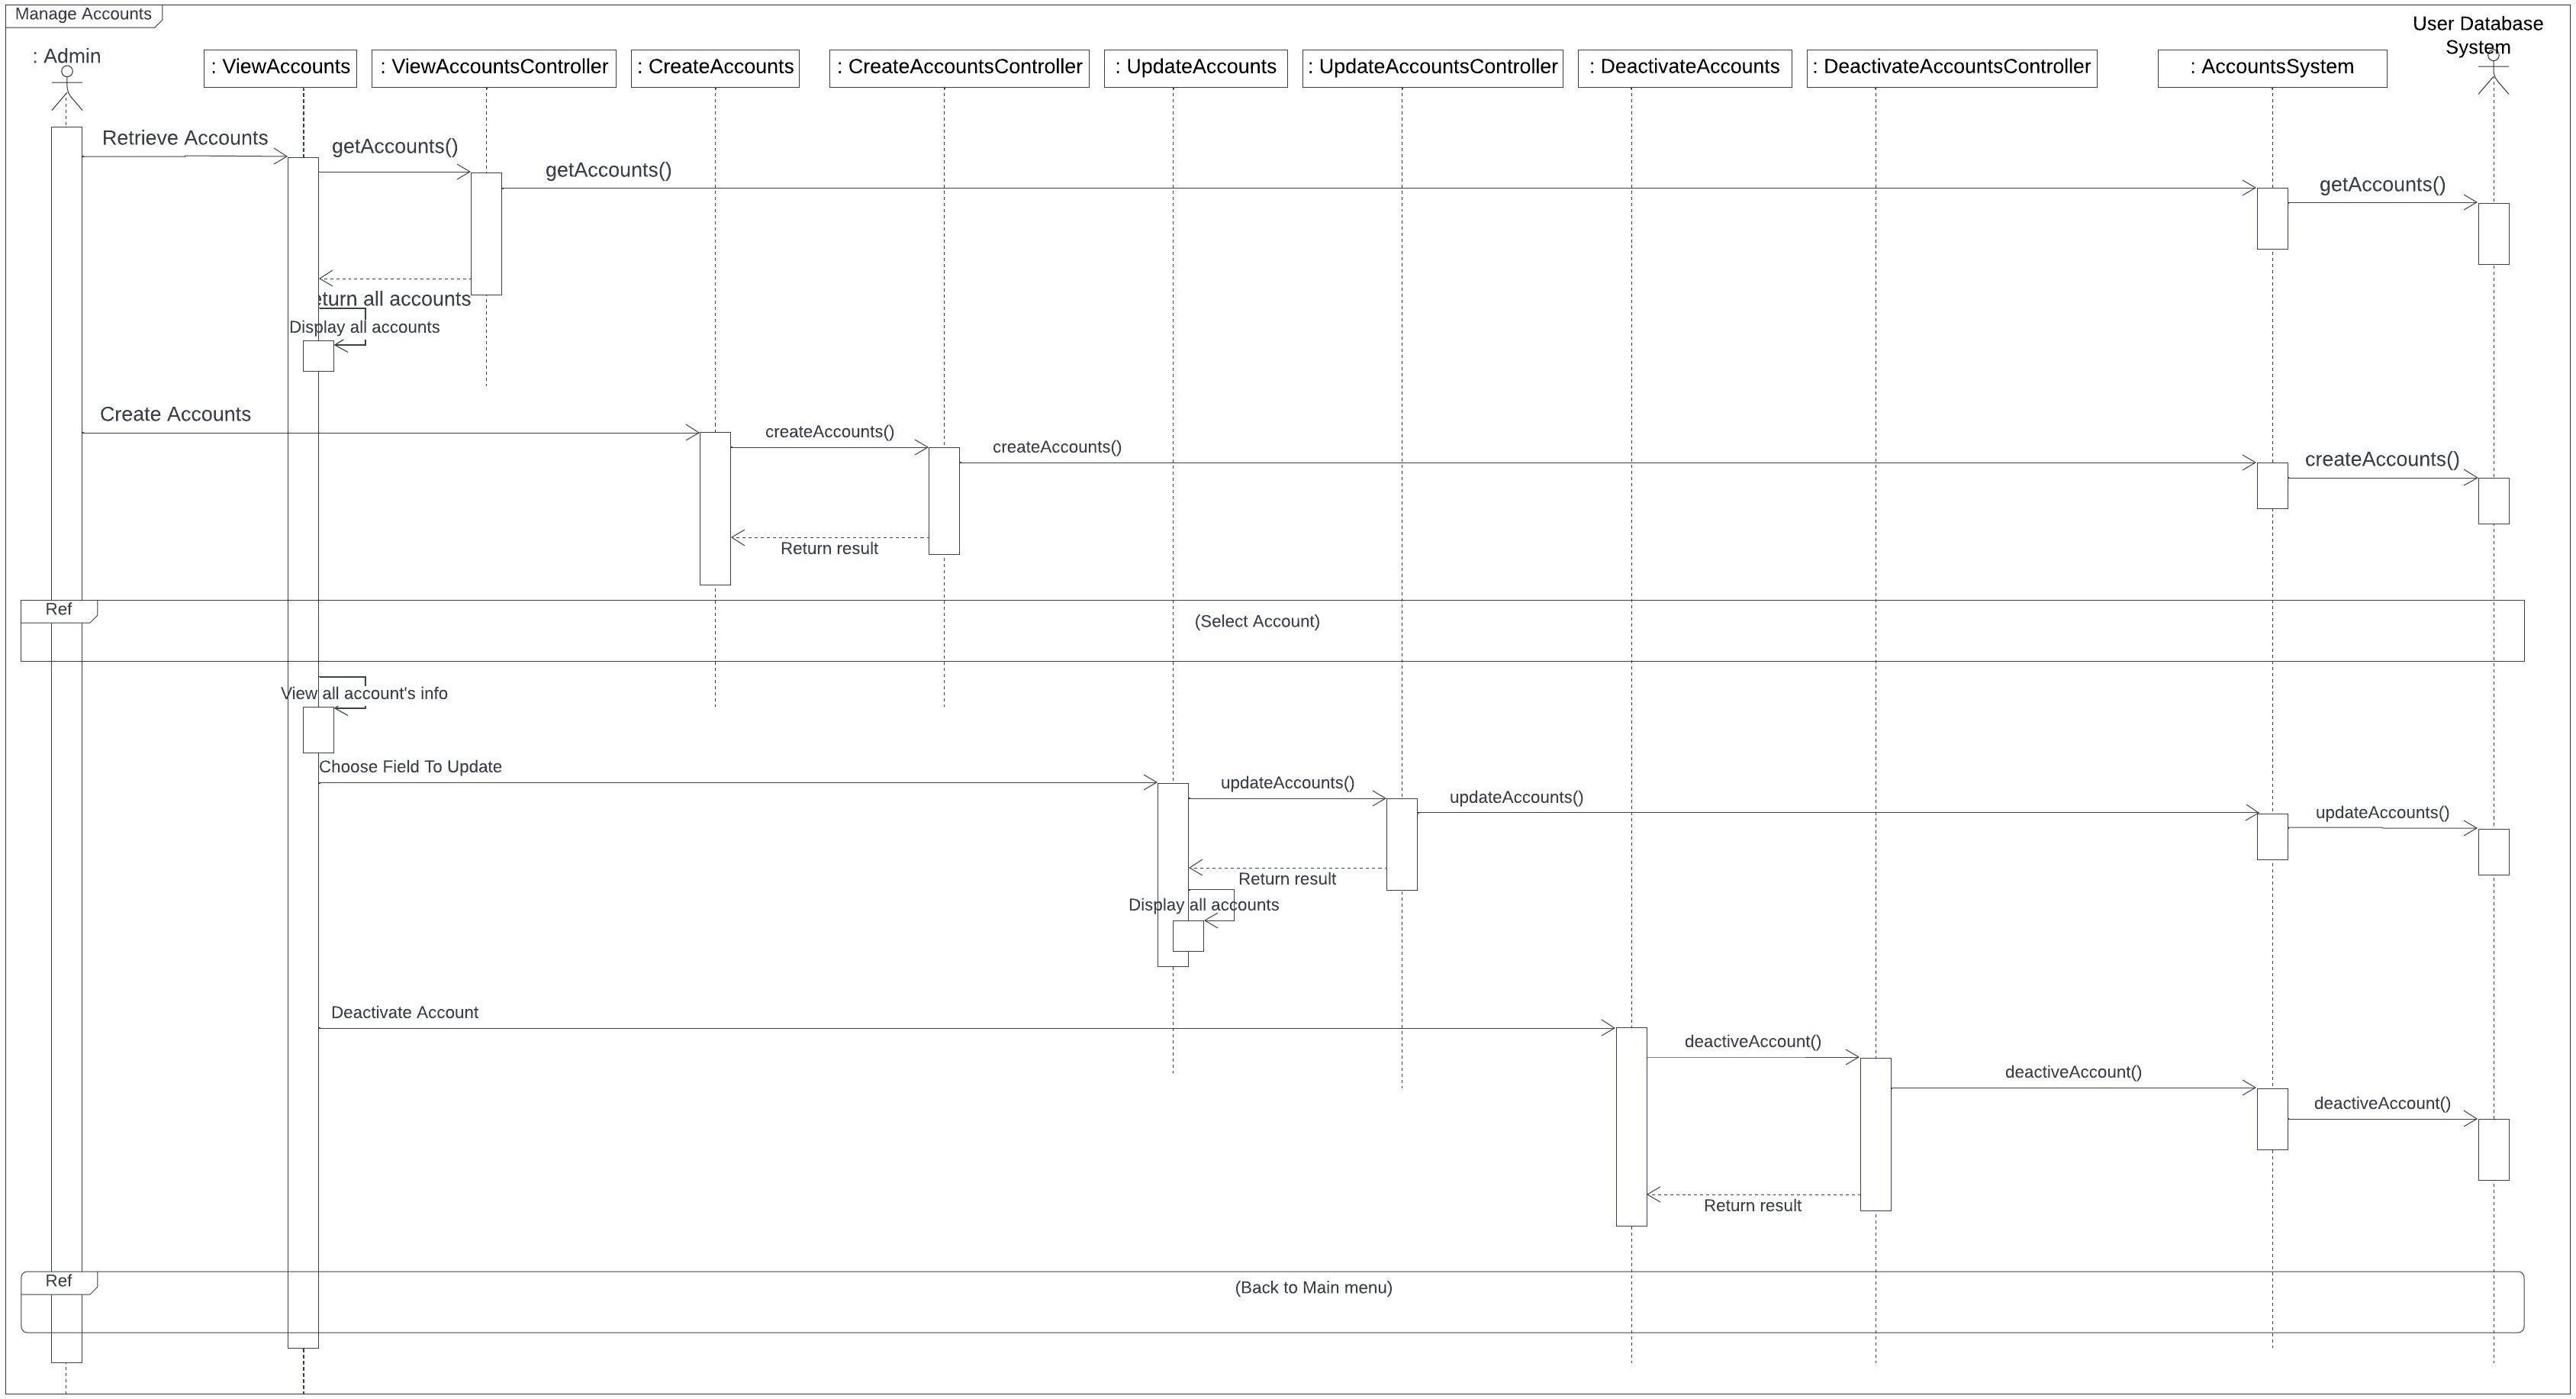 Manage Accounts
User Database
System
: Admin
: ViewAccounts
: ViewAccountsController
: CreateAccounts
: CreateAccountsController
: UpdateAccounts
: UpdateAccountsController
: DeactivateAccounts
: DeactivateAccountsController
: AccountsSystem
Retrieve Accounts
getAccounts()
getAccounts()
getAccounts()
eturn all accounts
Display all accounts
Create Accounts
createAccounts()
createAccounts()
createAccounts()
Return result
Ref
(Select Account)
View all account's info
Choose Field To Update
updateAccounts()
updateAccounts()
updateAccounts()
Return result
Display all accounts
Deactivate Account
deactiveAccount()
deactiveAccount()
deactiveAccount()
Return result
Ref
(Back to Main menu)